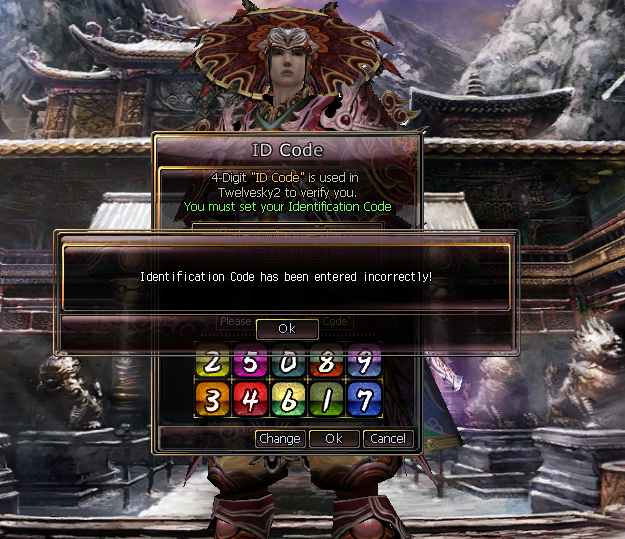 ID Code
4-Digit "ID Code" is used in
Twelvesky2 to verify you.
You must set your Identification Code
Identification Code has been entered incorrectly!
Please Code"
Ok
2 5 0 8 9
3 4 6 1 7
Change Ok Cancel